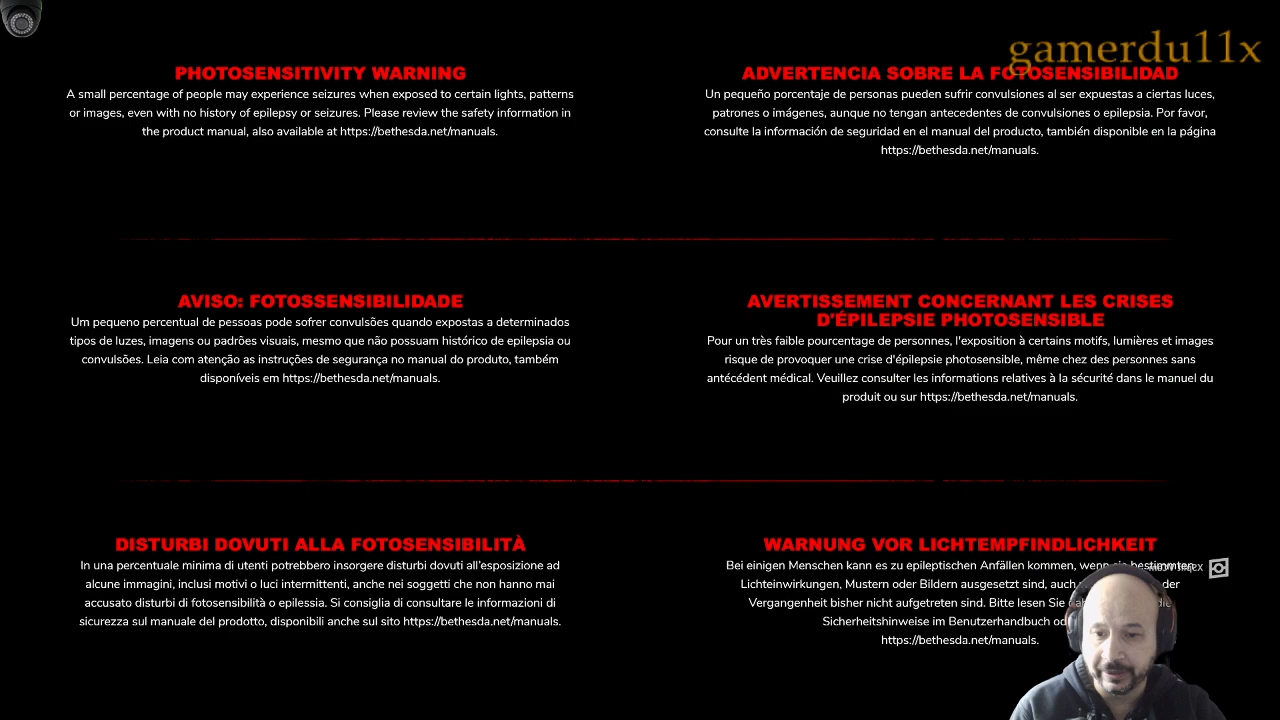 gamerdu11x
PHOTOSENSITIVITY WARNING
A small percentage of people may experience seizures when exposed to certain lights, patterns
or images, even with no history of epilepsy or seizures. Please review the safety information in
the product manual, also available at https://bethesda.net/manuals.
ADVERTENCIA SOBRE LA FOTOSENSIBILIDAD
Un pequeño porcentaje de personas pueden sufrir convulsiones al ser expuestas a ciertas luces,
patrones o imágenes, aunque no tengan antecedentes de convulsiones o epilepsia. Por favor,
consulte la información de seguridad en el manual del producto, también disponible en la página
https://bethesda.net/manuals.
AVISO: FOTOSSENSIBILIDADE
Um pequeno percentual de pessoas pode sofrer convulsões quando expostas a determinados
tipos de luzes, imagens ou padrões visuais, mesmo que não possuam histórico de epilepsia ou
convulsões. Leia com atenção as instruções de segurança no manual do produto, também
disponíveis em https://bethesda.net/manuals.
AVERTISSEMENT CONCERNANT LES CRISES
D'ÉPILEPSIE PHOTOSENSIBLE
Pour un très faible pourcentage de personnes, l'exposition à certains motifs, lumières et images
risque de provoquer une crise d'épilepsie photosensible, même chez des personnes sans
antécédent médical. Veuillez consulter les informations relatives à la sécurité dans le manuel du
produit ou sur https://bethesda.net/manuals.
DISTURBI DOVUTI ALLA FOTOSENSIBILITÀ
In una percentuale minima di utenti potrebbero insorgere disturbi dovuti all'esposizione ad
alcune immagini, inclusi motivi o luci intermittenti, anche nei soggetti che non hanno mai
accusato disturbi di fotosensibilità o epilessia. Si consiglia di consultare le informazioni di
sicurezza sul manuale del prodotto, disponibili anche sul sito https://bethesda.net/manuals.
WARNUNG VOR LICHTEMPFINDLICHKEIT
Bei einigen Menschen kann es zu epileptischen Anfällen kommen, wenn sie bestimmten
Lichteinwirkungen, Mustern oder Bildern ausgesetzt sind, auch der
Vergangenheit bisher nicht aufgetreten sind. Bitte lesen Sie die
Sicherheitshinweise im Benutzerhandbuch
https://bethesda.net/manuals.